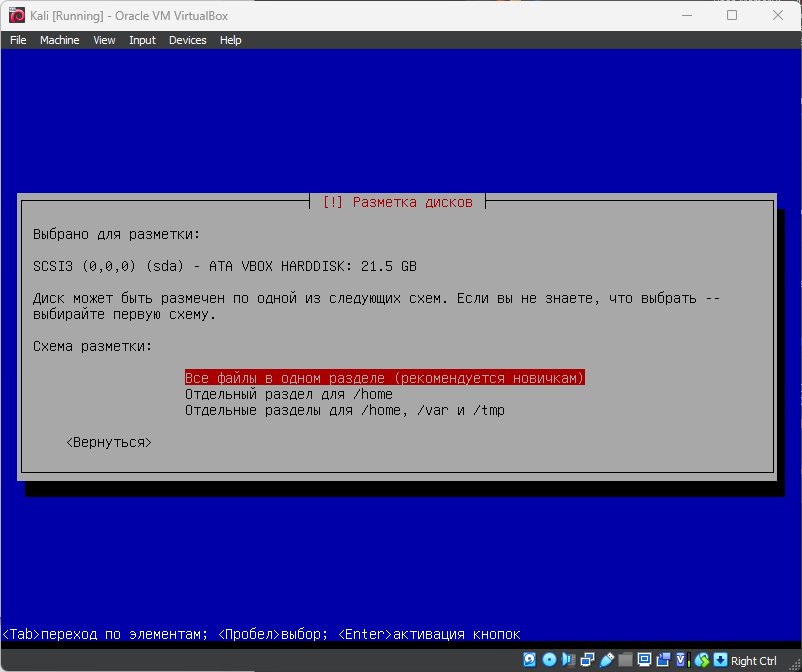 Kali [Running] - Oracle VM VirtualBox
File Machine View Input Devices Help
[!] Разметка дисков
Выбрано для разметки:
SCSI3 (0,0,0) (sda) - ATA VBOX HARDDISK: 21.5 GB
Диск может быть размечен по одной из следующих схем. Если вы не знаете, что выбрать --
выбирайте первую схему.
Схема разметки:
Все файлы в одном разделе (рекомендуется новичкам)
Отдельный раздел для /home
Отдельные разделы для /home, /var и /tmp
<Вернуться>
<Tab>переход по элементам; <Пробел>выбор; <Enter>активация кнопок
Right Ctrl